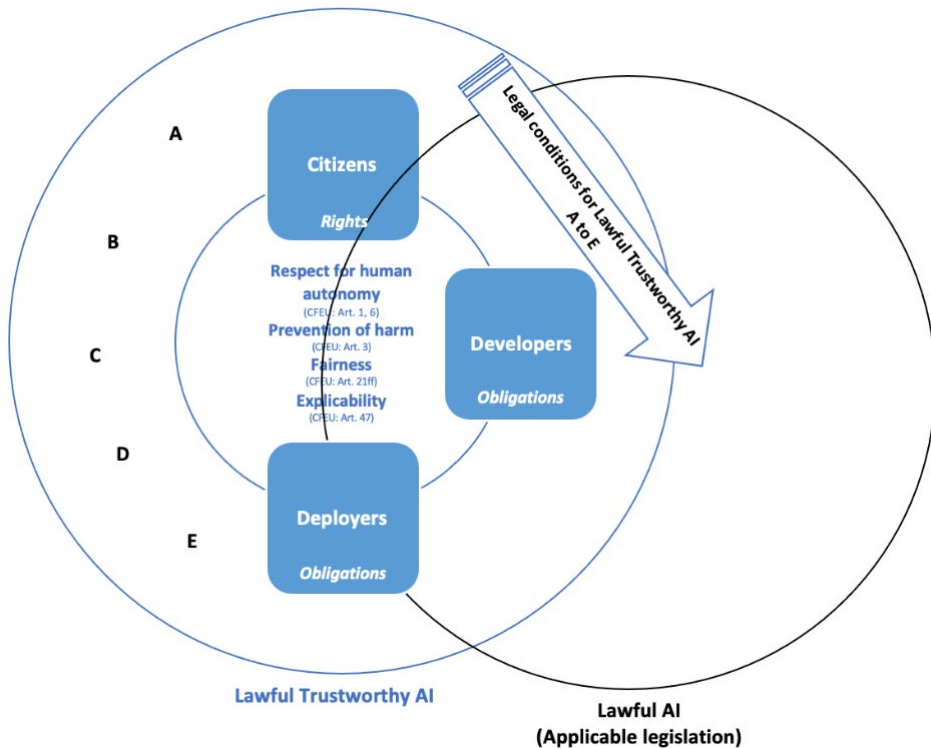 A
B
C
D
E
Citizens
Rights
Respect for human
autonomy
(CFEU: Art. 1, 6)
Prevention of harm
(CFEU: Art. 3)
Fairness
(CFEU: Art. 21ff)
Explicability
(CFEU: Art. 47)
Developers
Obligations
Deployers
Obligations
Legal conditions for Lawful Trustworthy AI
A to E
Lawful Trustworthy AI
Lawful AI
(Applicable legislation)